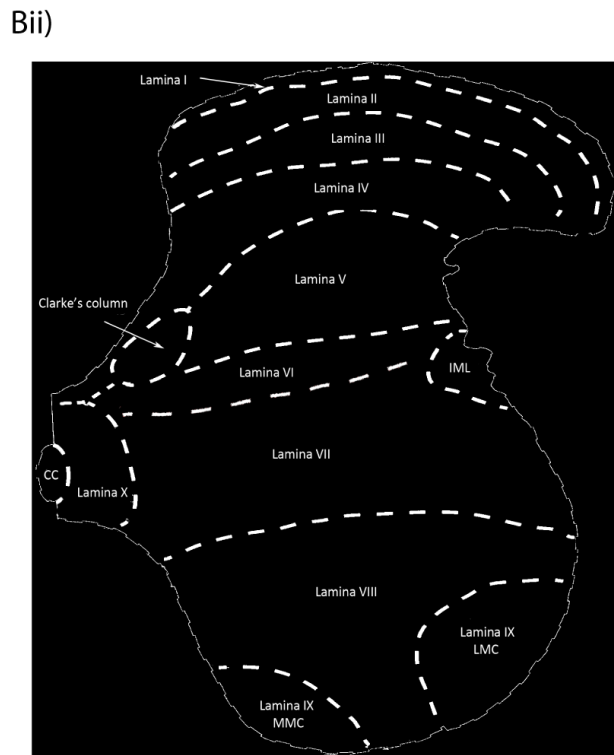 Bii)
Lamina I
Lamina II
Lamina III
Lamina IV
Lamina V
Clarke's column
Lamina VI
IML
Lamina VII
CC
Lamina X
Lamina VIII
Lamina IX
LMC
Lamina IX
MMC